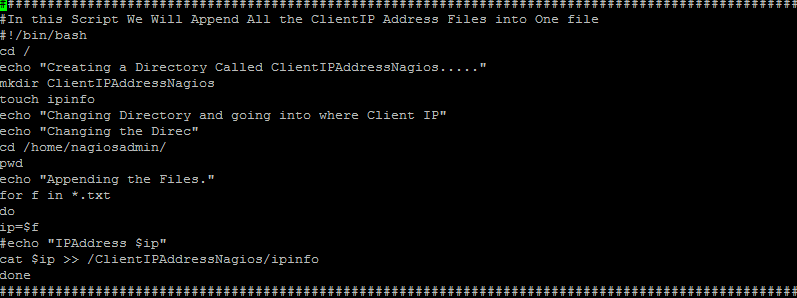 ####################################################################################################
#In this Script We Will Append All the ClientIP Address Files into One file
#!/bin/bash
cd /
echo "Creating a Directory Called ClientIPAddressNagios....."
mkdir ClientIPAddressNagios
touch ipinfo
echo "Changing Directory and going into where Client IP"
echo "Changing the Direc"
cd /home/nagiosadmin/
pwd
echo "Appending the Files."
for f in *.txt
do
ip=$f
#echo "IPAddress $ip"
cat $ip >> /ClientIPAddressNagios/ipinfo
done
####################################################################################################